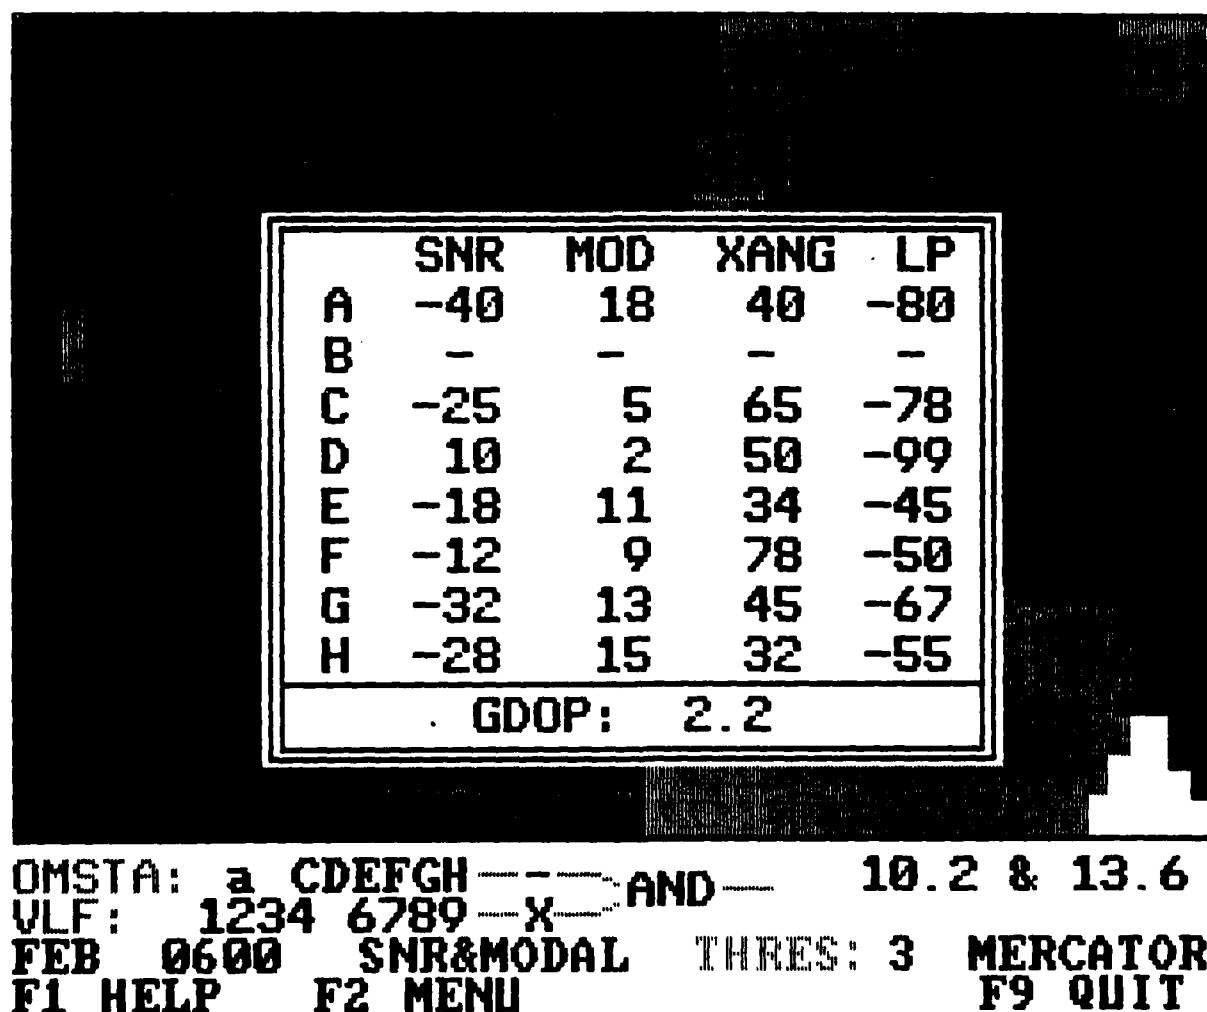 SNR MOD XANG LP
A -40 18 40 -80
B - - - -
C -25 5 65 -78
D 10 2 50 -99
E -18 11 34 -45
F -12 9 78 -50
G -32 13 45 -67
H -28 15 32 -55
GDOP: 2.2
OMSTA: a CDEFGH - AND 10.2 & 13.6
VLF: 1234 6789 X
FEB 0600 SNR&MODAL THRES: 3 MERCATOR
F1 HELP F2 MENU F9 QUIT